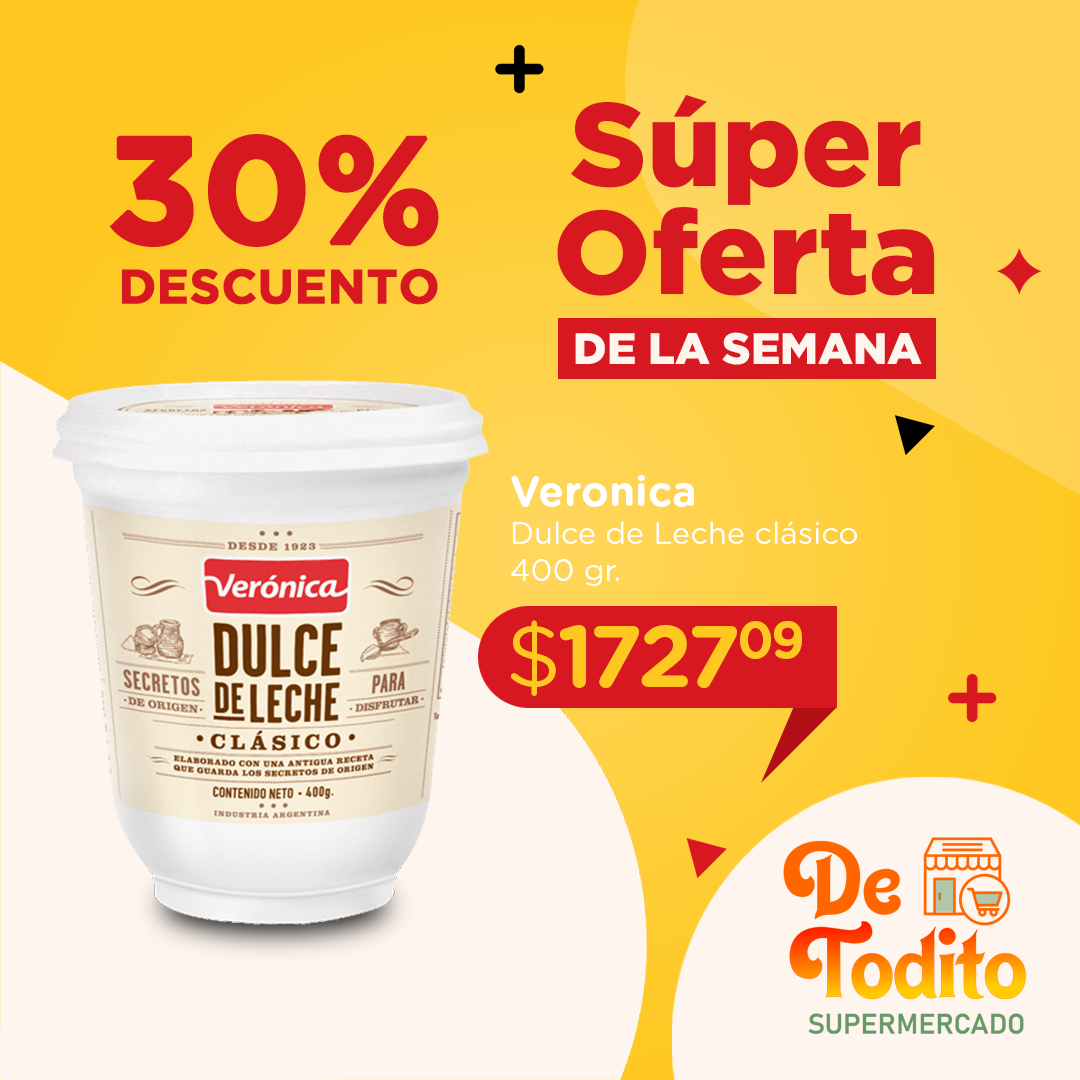 30%
DESCUENTO
Súper
Oferta
DE LA SEMANA
Veronica
Dulce de Leche clásico
400 gr.
$1727⁰⁹
DESDE 1923
Verónica
DULCE
DE LECHE
SECRETOS
DE ORIGEN
PARA
DISFRUTAR
• CLÁSICO •
ELABORADO CON UNA ANTIGUA RECETA
QUE GUARDA LOS SECRETOS DE ORIGEN
CONTENIDO NETO - 400g.
INDUSTRIA ARGENTINA
De
Todito
SUPERMERCADO